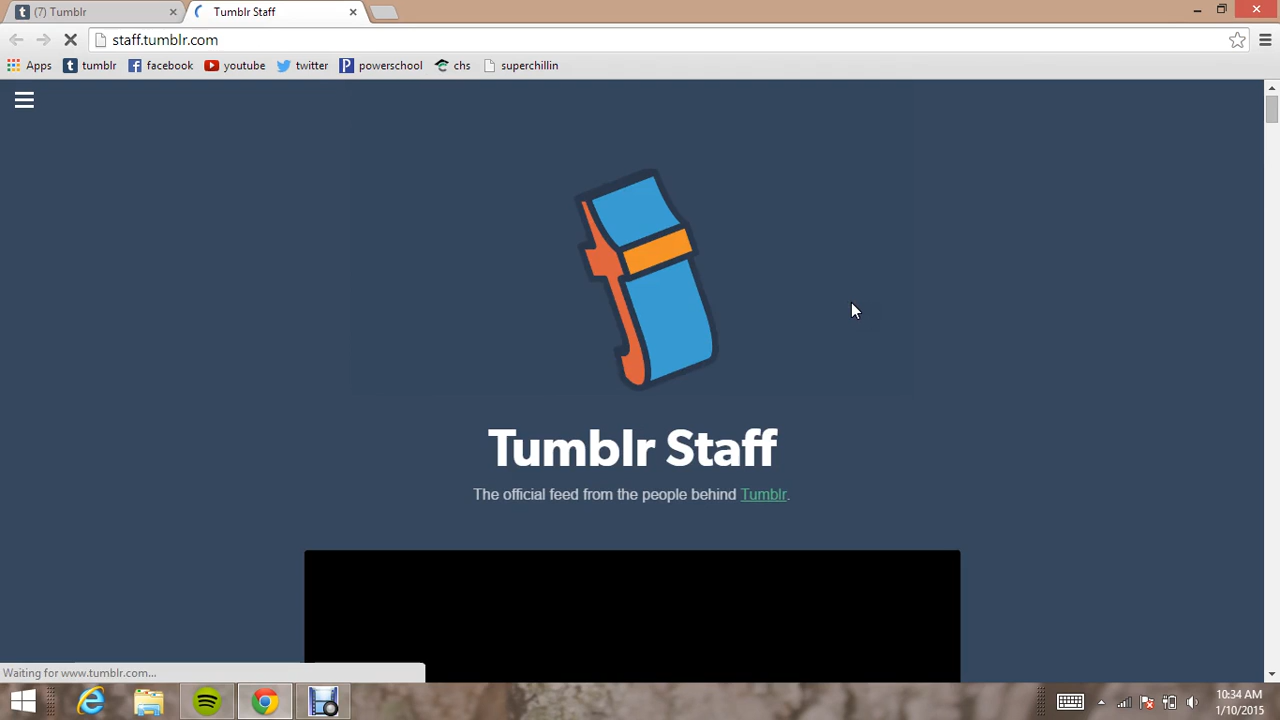 (7) Tumblr
Tumblr Staff
staff.tumblr.com
Apps tumblr facebook youtube twitter powerschool chs superchillin
Tumblr Staff
The official feed from the people behind Tumblr.
Waiting for www.tumblr.com...
10:34 AM
1/10/2015